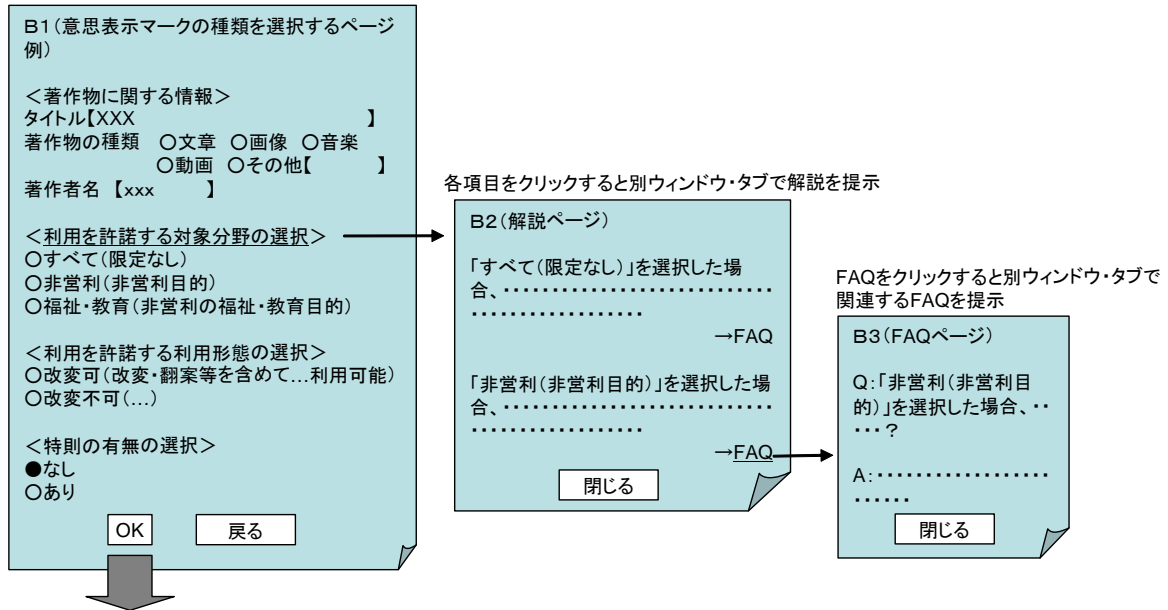 B1(意思表示マークの種類を選択するページ
例)
＜著作物に関する情報＞
タイトル【XXX 】
著作物の種類 ○文章 ○画像 ○音楽
○動画 ○その他【 】
著作者名 【xxx 】
＜利用を許諾する対象分野の選択＞
○すべて(限定なし)
○非営利(非営利目的)
○福祉・教育(非営利の福祉・教育目的)
＜利用を許諾する利用形態の選択＞
○改変可(改変・翻案等を含めて…利用可能)
○改変不可(…)
＜特則の有無の選択＞
●なし
○あり
OK 戻る
各項目をクリックすると別ウィンドウ・タブで解説を提示
B2(解説ページ)
「すべて(限定なし)」を選択した場
合、・・・・・・・・・・・・・・・・・・・・・・・・・・・・
・・・・・・・・・・・・・・・・・・
→FAQ
「非営利(非営利目的)」を選択した場
合、・・・・・・・・・・・・・・・・・・・・・・・・・・・・
・・・・・・・・・・・・・・・・・・
→FAQ
閉じる
FAQをクリックすると別ウィンドウ・タブで
関連するFAQを提示
B3(FAQページ)
Q:「非営利(非営利目
的)」を選択した場合、・・
・・・？
A:・・・・・・・・・・・・・・・・・・
・・・・・・
閉じる